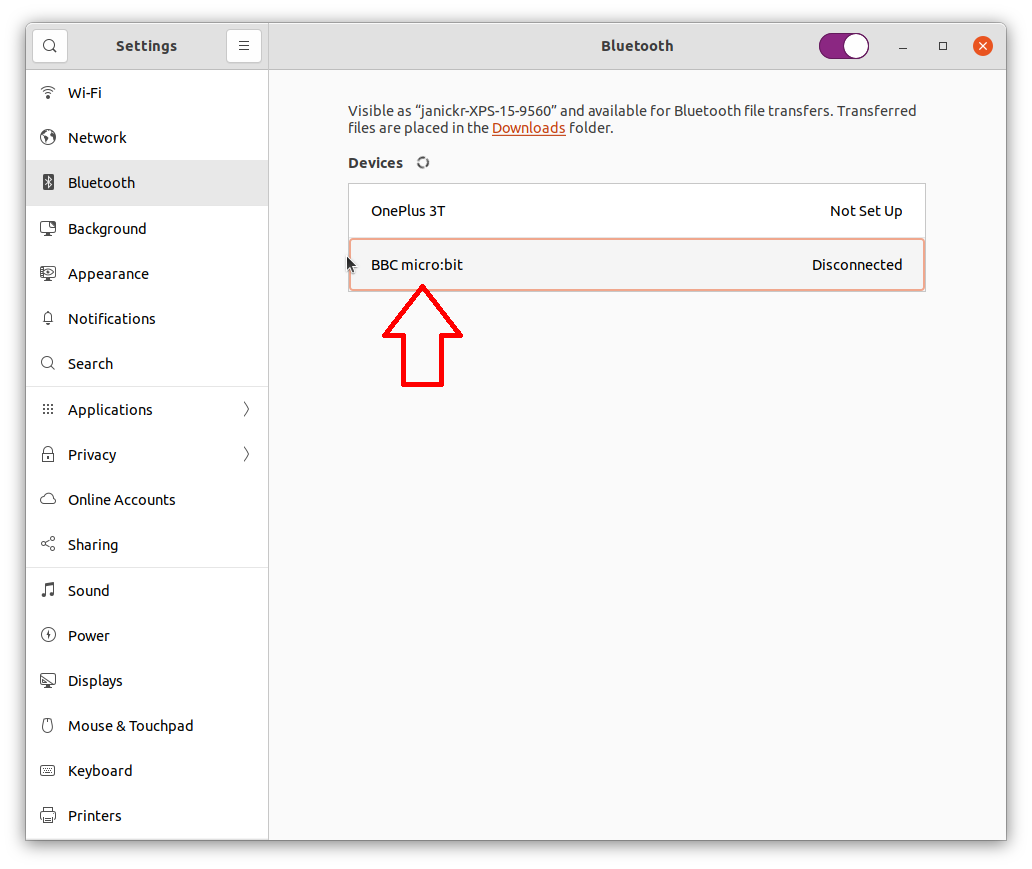 Settings
Bluetooth
Wi-Fi
Network
Bluetooth
Background
Appearance
Notifications
Search
Applications
Privacy
Online Accounts
Sharing
Sound
Power
Displays
Mouse & Touchpad
Keyboard
Printers
Visible as “janickr-XPS-15-9560” and available for Bluetooth file transfers. Transferred
files are placed in the Downloads folder.
Devices
OnePlus 3T Not Set Up
BBC micro:bit Disconnected